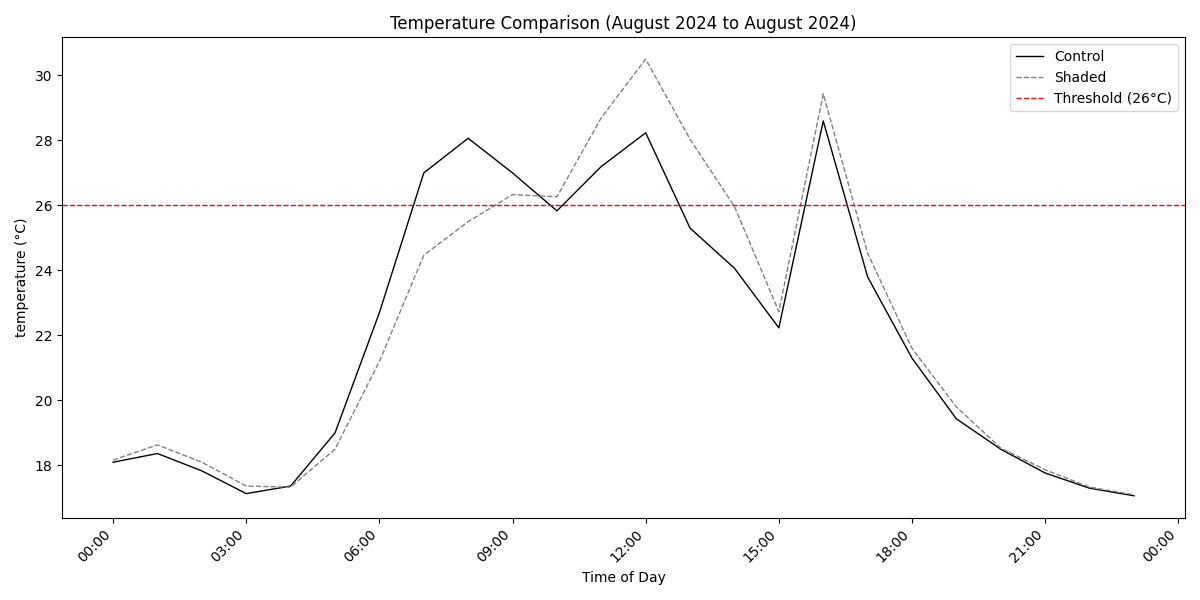 Temperature Comparison (August 2024 to August 2024)
Control
Shaded
Threshold (26°C)
temperature (°C)
30
28
26
24
22
20
18
00:00
03:00
06:00
09:00
12:00
15:00
18:00
21:00
00:00
Time of Day